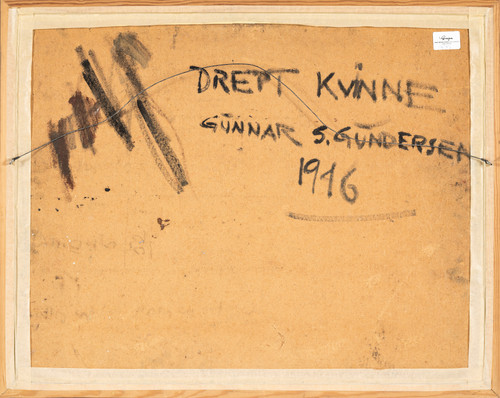 DREPT KVINNE
GUNNAR S. GUNDERSEN
1946